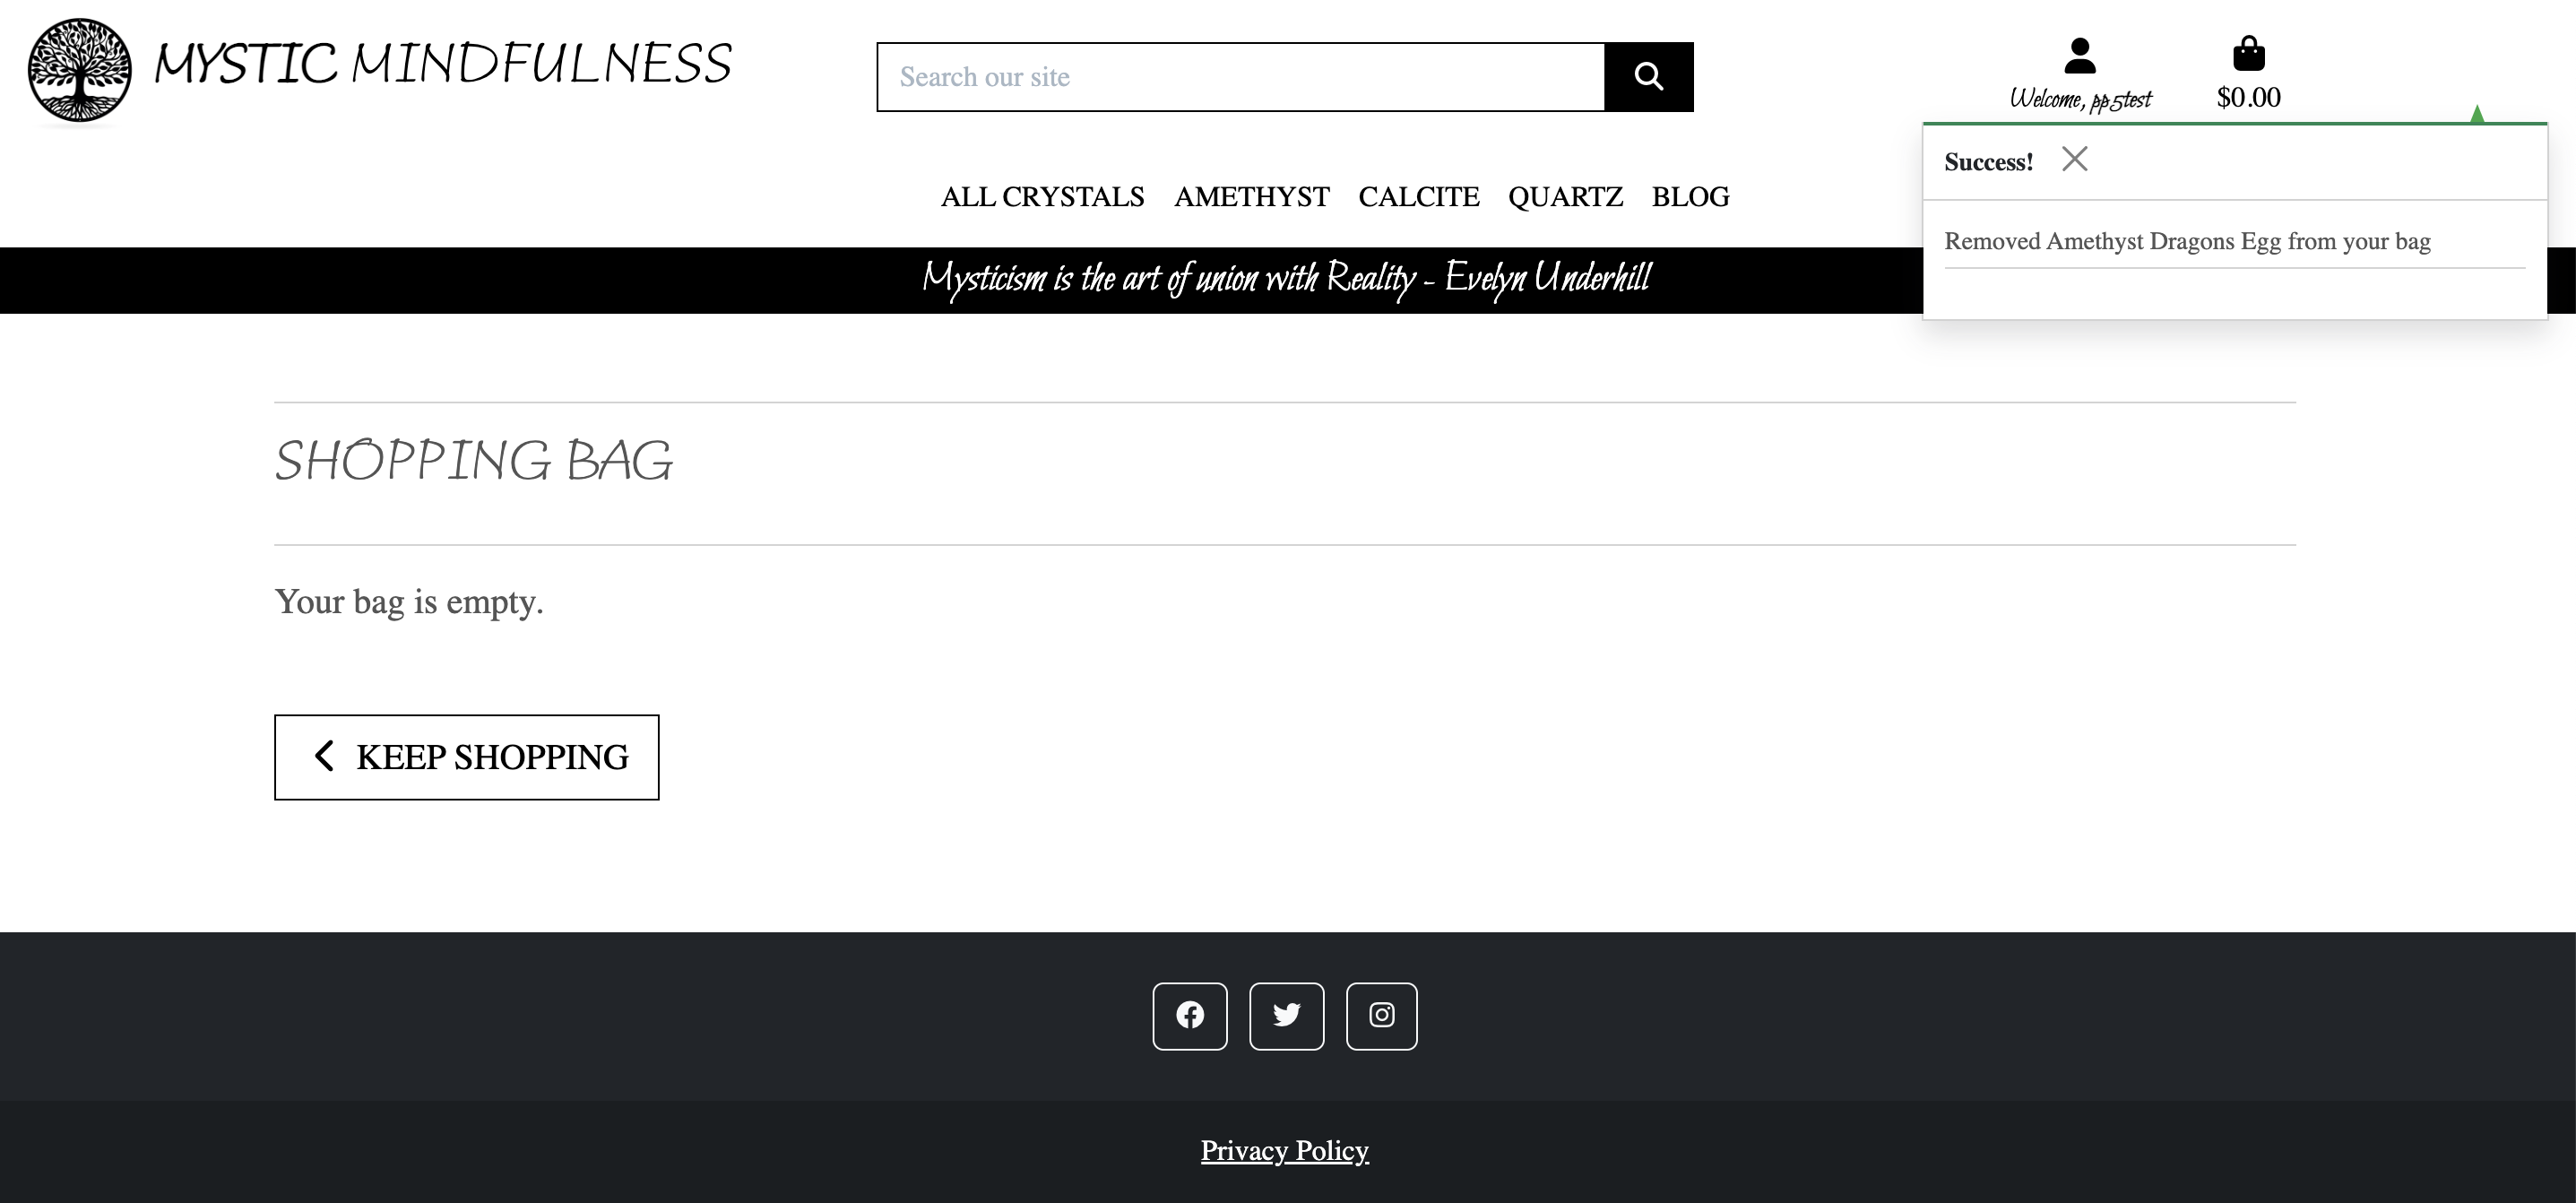 MYSTIC MINDFULNESS
Search our site
Welcome, pp5test
$0.00
Success!
Removed Amethyst Dragons Egg from your bag
ALL CRYSTALS AMETHYST CALCITE QUARTZ BLOG
Mysticism is the art of union with Reality - Evelyn Underhill
SHOPPING BAG
Your bag is empty.
KEEP SHOPPING
Privacy Policy